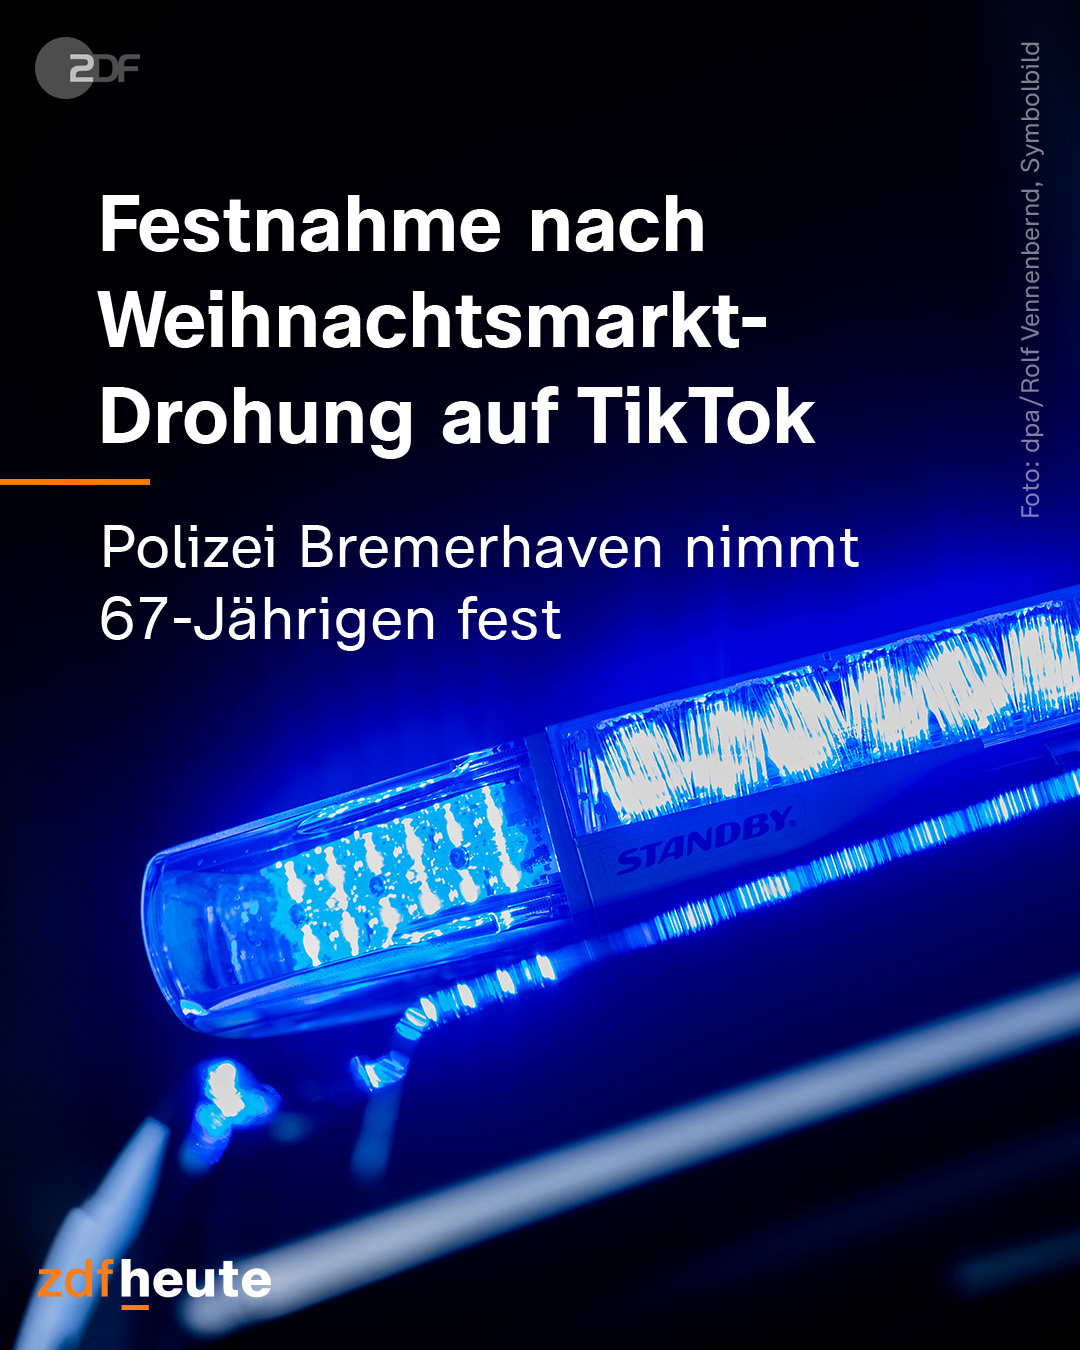 ZDF
Foto: dpa/Rolf Vennenbernd, Symbolbild
Festnahme nach
Weihnachtsmarkt-
Drohung auf TikTok
Polizei Bremerhaven nimmt
67-Jährigen fest
STANDBY.
zdfheute